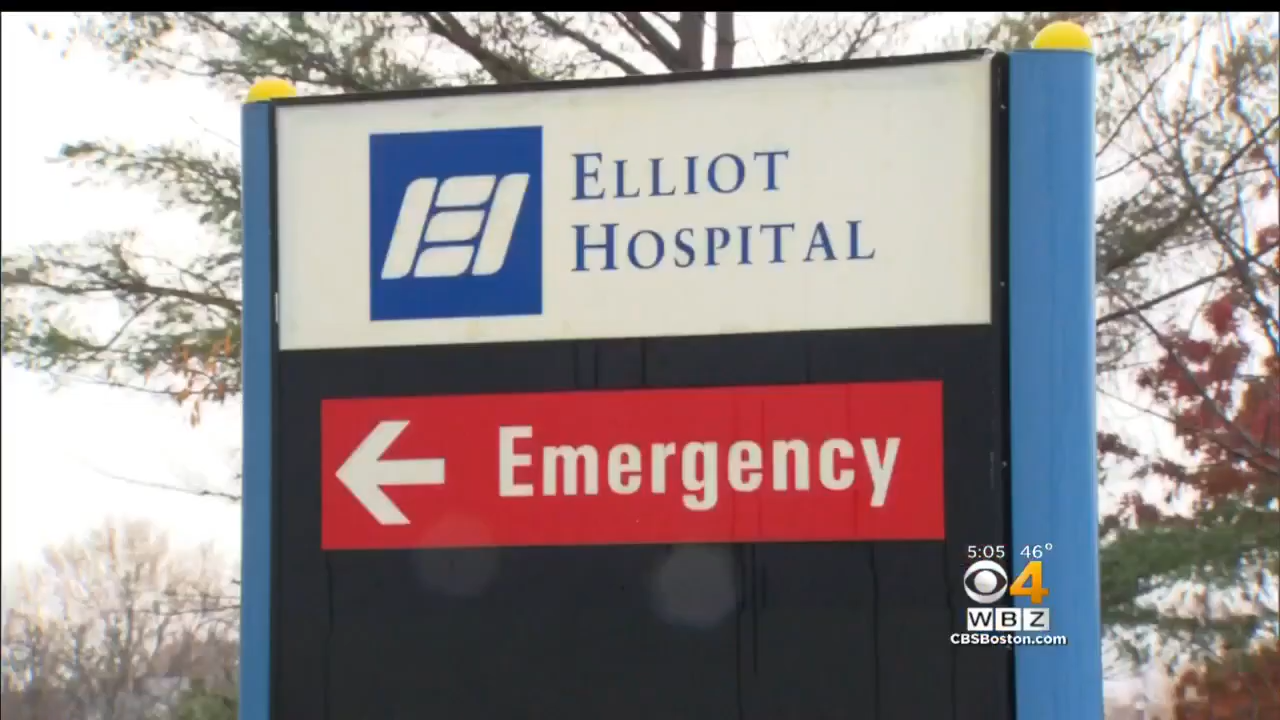 ELLIOT
HOSPITAL
Emergency
5:05 46°
4
WBZ
CBSBoston.com